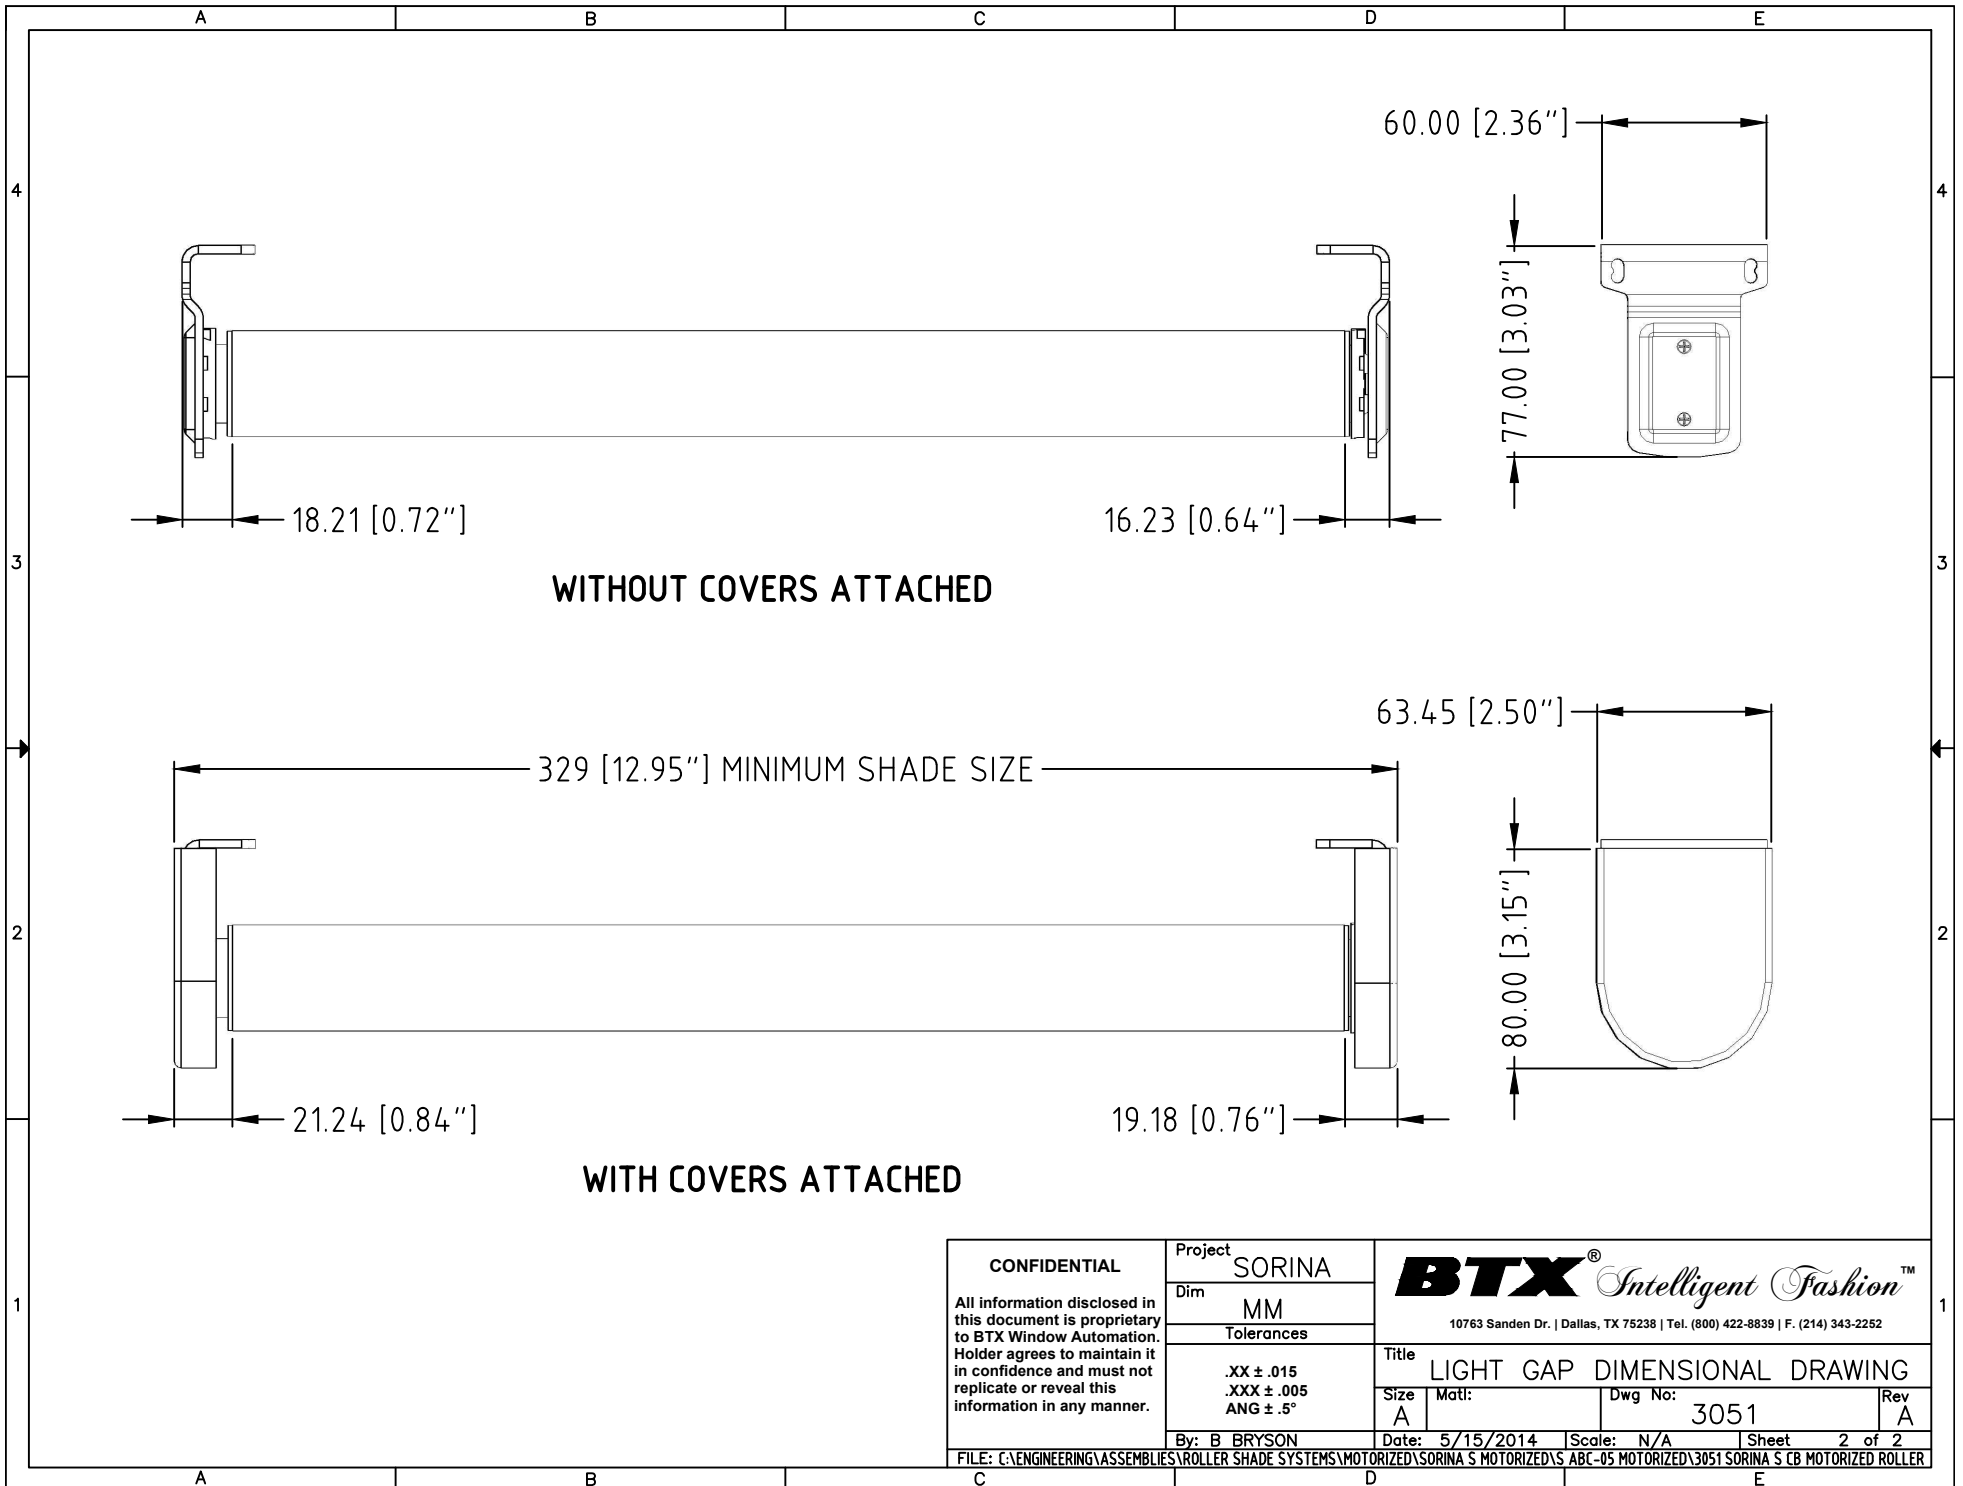 A B C D E
60.00 [2.36"]
4 4
77.00 [3.03"]
18.21 [0.72"]
16.23 [0.64"]
3 3
WITHOUT COVERS ATTACHED
63.45 [2.50"]
329 [12.95"] MINIMUM SHADE SIZE
80.00 [3.15"]
2 2
21.24 [0.84"]
19.18 [0.76"]
WITH COVERS ATTACHED
1 1
CONFIDENTIAL
All information disclosed in
this document is proprietary
to BTX Window Automation.
Holder agrees to maintain it
in confidence and must not
replicate or reveal this
information in any manner.
Project
SORINA
Dim
MM
Tolerances
.XX ± .015
.XXX ± .005
ANG ± .5°
By: B BRYSON
BTX® Intelligent Fashion™
10763 Sanden Dr. | Dallas, TX 75238 | Tel. (800) 422-8839 | F. (214) 343-2252
Title
LIGHT GAP DIMENSIONAL DRAWING
Size
A
Matl:
Dwg No:
3051
Rev
A
Date: 5/15/2014
Scale: N/A
Sheet 2 of 2
FILE: C:\ENGINEERING\ASSEMBLIES\ROLLER SHADE SYSTEMS\MOTORIZED\SORINA S MOTORIZED\S ABC-05 MOTORIZED\3051 SORINA S CB MOTORIZED ROLLER
A B C D E